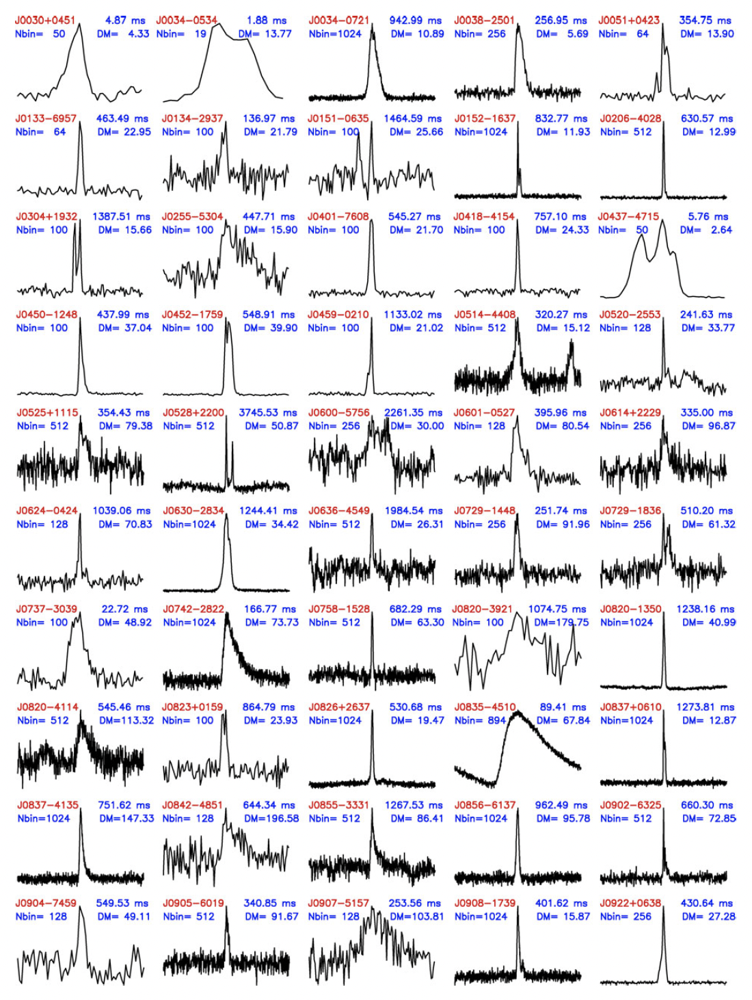 J0030+0451 4.87 ms J0034−0534 1.88 ms J0034−0721 942.99 ms J0038−2501 256.95 ms J0051+0423 354.75 ms
Nbin= 50 DM= 4.33 Nbin= 19 DM= 13.77 Nbin=1024 DM= 10.89 Nbin= 256 DM= 5.69 Nbin= 64 DM= 13.90
J0133−6957 463.49 ms J0134−2937 136.97 ms J0151−0635 1464.59 ms J0152−1637 832.77 ms J0206−4028 630.57 ms
Nbin= 64 DM= 22.95 Nbin= 100 DM= 21.79 Nbin= 100 DM= 25.66 Nbin=1024 DM= 11.93 Nbin= 512 DM= 12.99
J0304+1932 1387.51 ms J0255−5304 447.71 ms J0401−7608 545.27 ms J0418−4154 757.10 ms J0437−4715 5.76 ms
Nbin= 100 DM= 15.66 Nbin= 100 DM= 15.90 Nbin= 100 DM= 21.70 Nbin= 100 DM= 24.33 Nbin= 50 DM= 2.64
J0450−1248 437.99 ms J0452−1759 548.91 ms J0459−0210 1133.02 ms J0514−4408 320.27 ms J0520−2553 241.63 ms
Nbin= 100 DM= 37.04 Nbin= 100 DM= 39.90 Nbin= 100 DM= 21.02 Nbin= 512 DM= 15.12 Nbin= 128 DM= 33.77
J0525+1115 354.43 ms J0528+2200 3745.53 ms J0600−5756 2261.35 ms J0601−0527 395.96 ms J0614+2229 335.00 ms
Nbin= 512 DM= 79.38 Nbin= 512 DM= 50.87 Nbin= 256 DM= 30.00 Nbin= 128 DM= 80.54 Nbin= 256 DM= 96.87
J0624−0424 1039.06 ms J0630−2834 1244.41 ms J0636−4549 1984.54 ms J0729−1448 251.74 ms J0729−1836 510.20 ms
Nbin= 128 DM= 70.83 Nbin=1024 DM= 34.42 Nbin= 512 DM= 26.31 Nbin= 256 DM= 91.96 Nbin= 256 DM= 61.32
J0737−3039 22.72 ms J0742−2822 166.77 ms J0758−1528 682.29 ms J0820−3921 1074.75 ms J0820−1350 1238.16 ms
Nbin= 100 DM= 48.92 Nbin=1024 DM= 73.73 Nbin= 512 DM= 63.30 Nbin= 100 DM=179.75 Nbin=1024 DM= 40.99
J0820−4114 545.46 ms J0823+0159 864.79 ms J0826+2637 530.68 ms J0835−4510 89.41 ms J0837+0610 1273.81 ms
Nbin= 512 DM=113.32 Nbin= 100 DM= 23.93 Nbin=1024 DM= 19.47 Nbin= 894 DM= 67.84 Nbin=1024 DM= 12.87
J0837−4135 751.62 ms J0842−4851 644.34 ms J0855−3331 1267.53 ms J0856−6137 962.49 ms J0902−6325 660.30 ms
Nbin=1024 DM=147.33 Nbin= 128 DM=196.58 Nbin= 512 DM= 86.41 Nbin=1024 DM= 95.78 Nbin= 512 DM= 72.85
J0904−7459 549.53 ms J0905−6019 340.85 ms J0907−5157 253.56 ms J0908−1739 401.62 ms J0922+0638 430.64 ms
Nbin= 128 DM= 49.11 Nbin= 512 DM= 91.67 Nbin= 128 DM=103.81 Nbin=1024 DM= 15.87 Nbin= 256 DM= 27.28